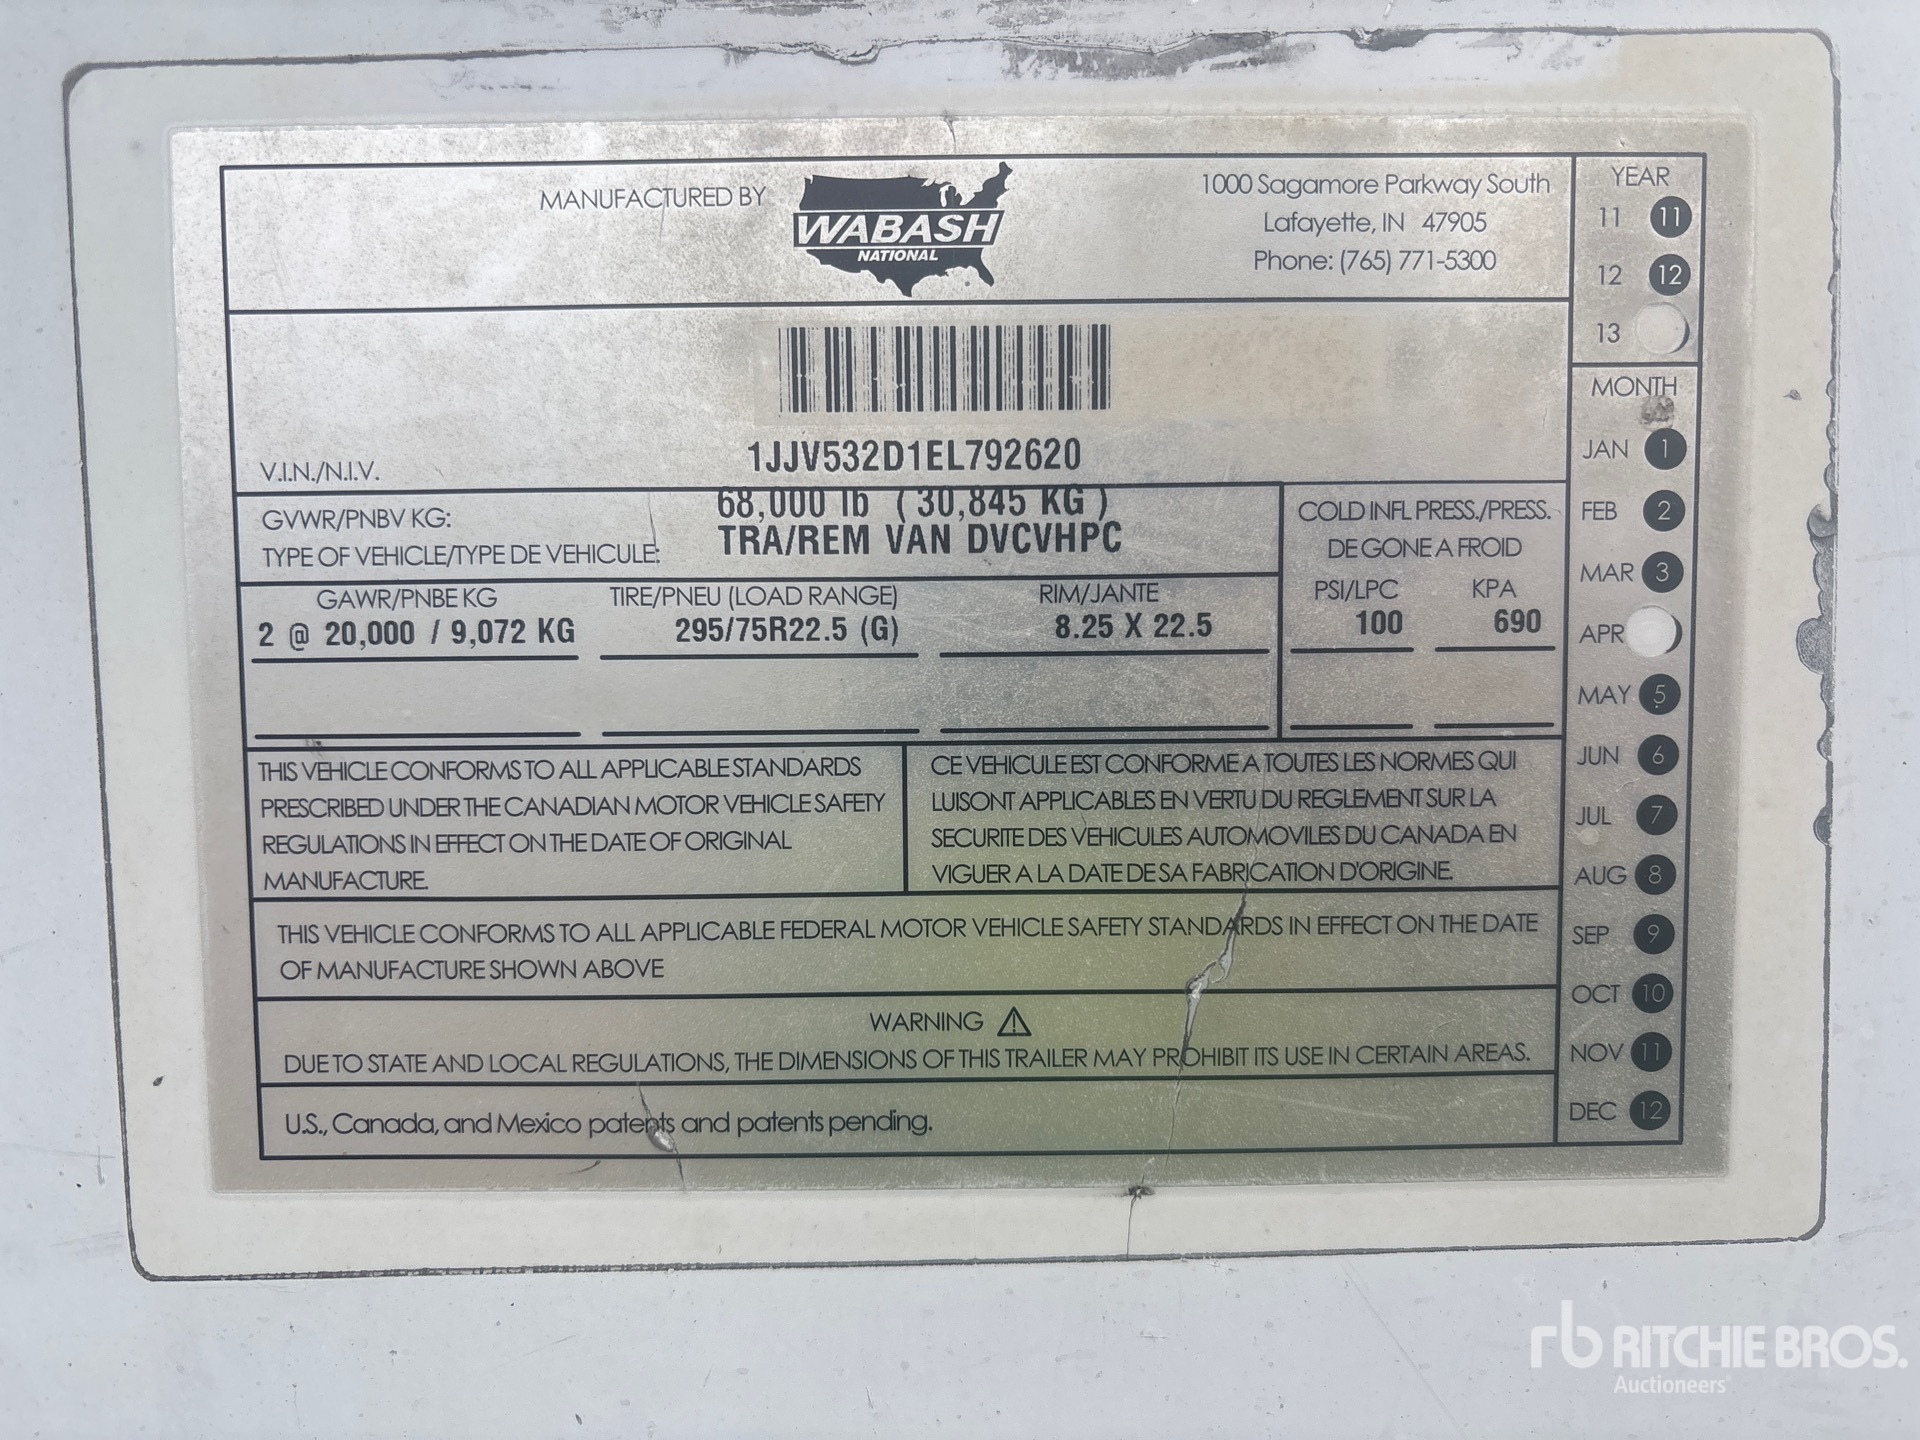 MANUFACTURED BY
WABASH
NATIONAL
1000 Sagamore Parkway South
Lafayette, IN 47905
Phone: (765) 771-5300
YEAR
11 11
12 12
13
V.I.N./N.I.V.
1JJV532D1EL792620
GVWR/PNBV KG: 68,000 lb ( 30,845 KG )
TYPE OF VEHICLE/TYPE DE VEHICULE: TRA/REM VAN DVCVHPC
COLD INFL PRESS./PRESS.
DE GONE A FROID
GAWR/PNBE KG TIRE/PNEU (LOAD RANGE) RIM/JANTE PSI/LPC KPA
2 @ 20,000 / 9,072 KG 295/75R22.5 (G) 8.25 X 22.5 100 690
THIS VEHICLE CONFORMS TO ALL APPLICABLE STANDARDS
PRESCRIBED UNDER THE CANADIAN MOTOR VEHICLE SAFETY
REGULATIONS IN EFFECT ON THE DATE OF ORIGINAL
MANUFACTURE.
CE VEHICULE EST CONFORME A TOUTES LES NORMES QUI
LUISONT APPLICABLES EN VERTU DU REGLEMENT SUR LA
SECURITE DES VEHICULES AUTOMOVILES DU CANADA EN
VIGUER A LA DATE DE SA FABRICATION D'ORIGINE.
THIS VEHICLE CONFORMS TO ALL APPLICABLE FEDERAL MOTOR VEHICLE SAFETY STANDARDS IN EFFECT ON THE DATE
OF MANUFACTURE SHOWN ABOVE
WARNING
DUE TO STATE AND LOCAL REGULATIONS, THE DIMENSIONS OF THIS TRAILER MAY PROHIBIT ITS USE IN CERTAIN AREAS.
U.S., Canada, and Mexico patents and patents pending.
MONTH
JAN 1
FEB 2
MAR 3
APR
MAY 5
JUN 6
JUL 7
AUG 8
SEP 9
OCT 10
NOV 11
DEC 12
rb RITCHIE BROS.
Auctioneers